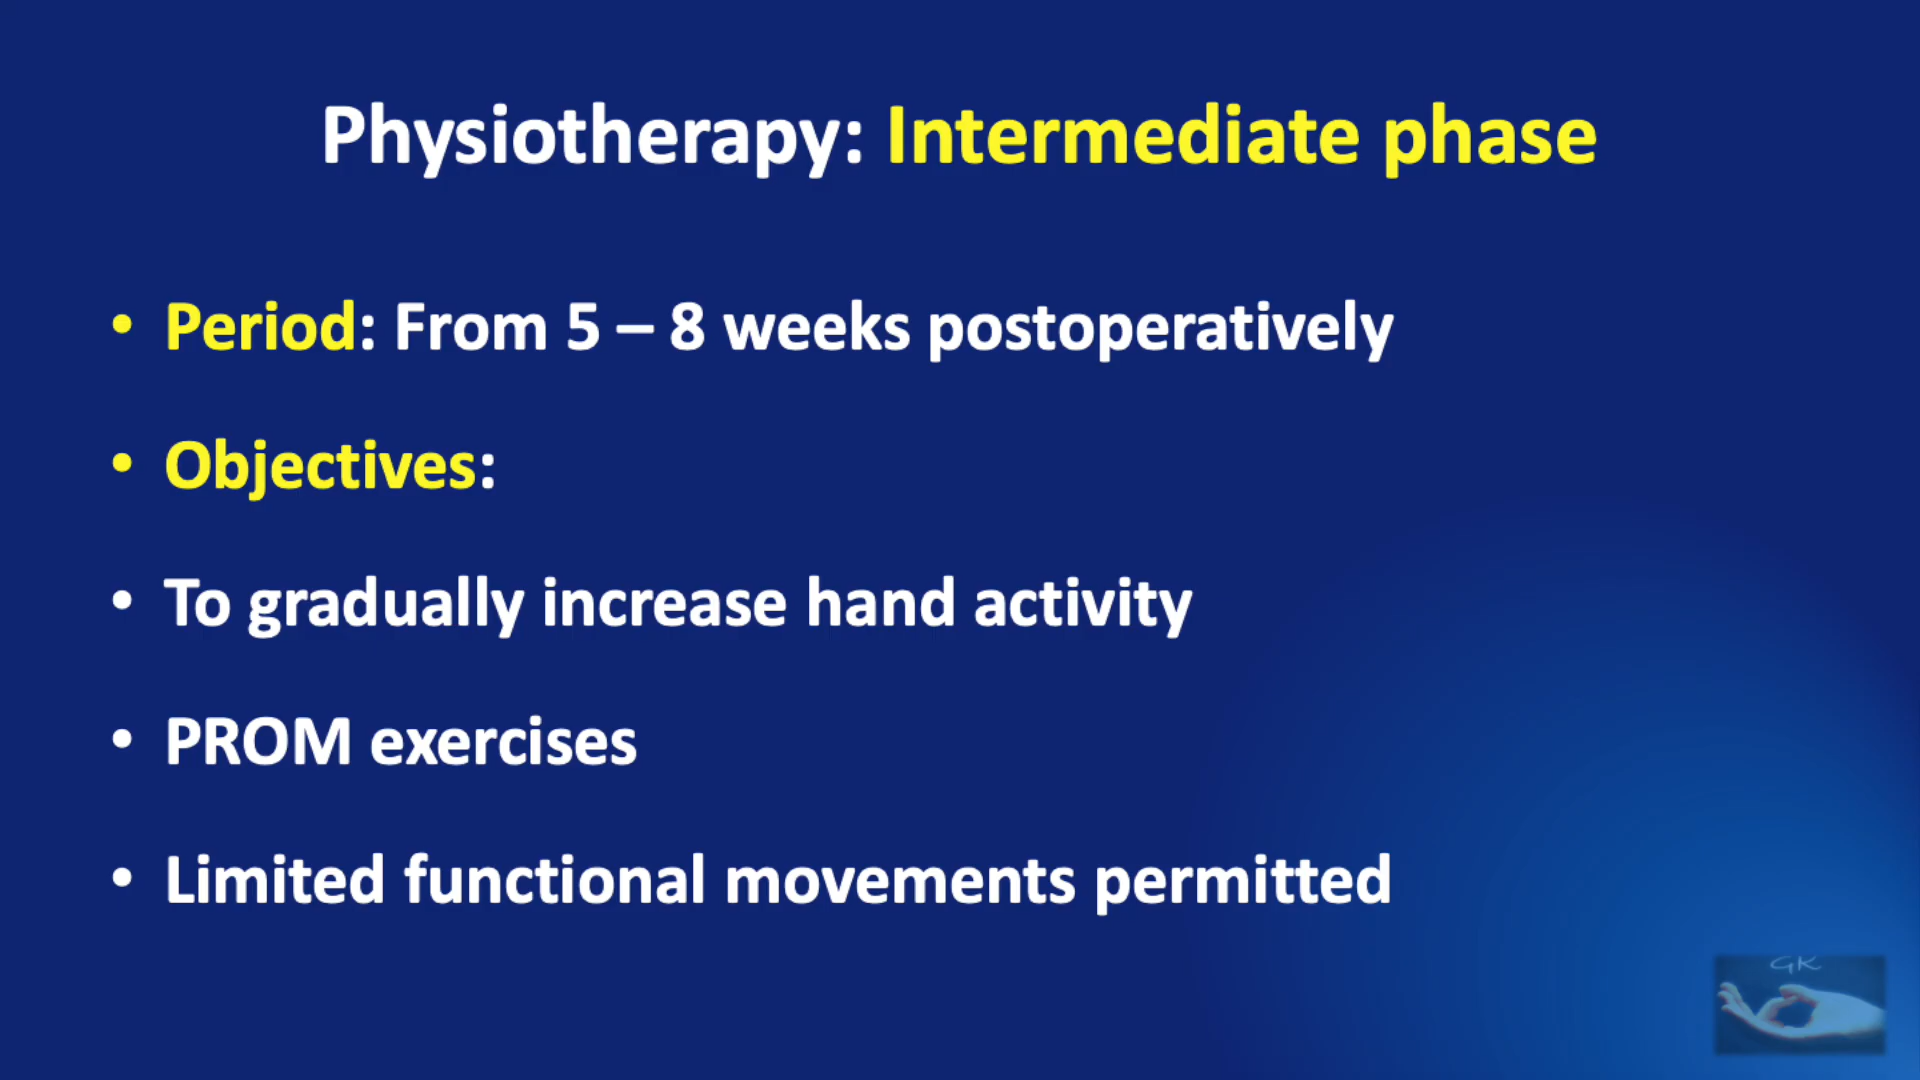 Physiotherapy: Intermediate phase
• Period: From 5 – 8 weeks postoperatively
• Objectives:
• To gradually increase hand activity
• PROM exercises
• Limited functional movements permitted
GK